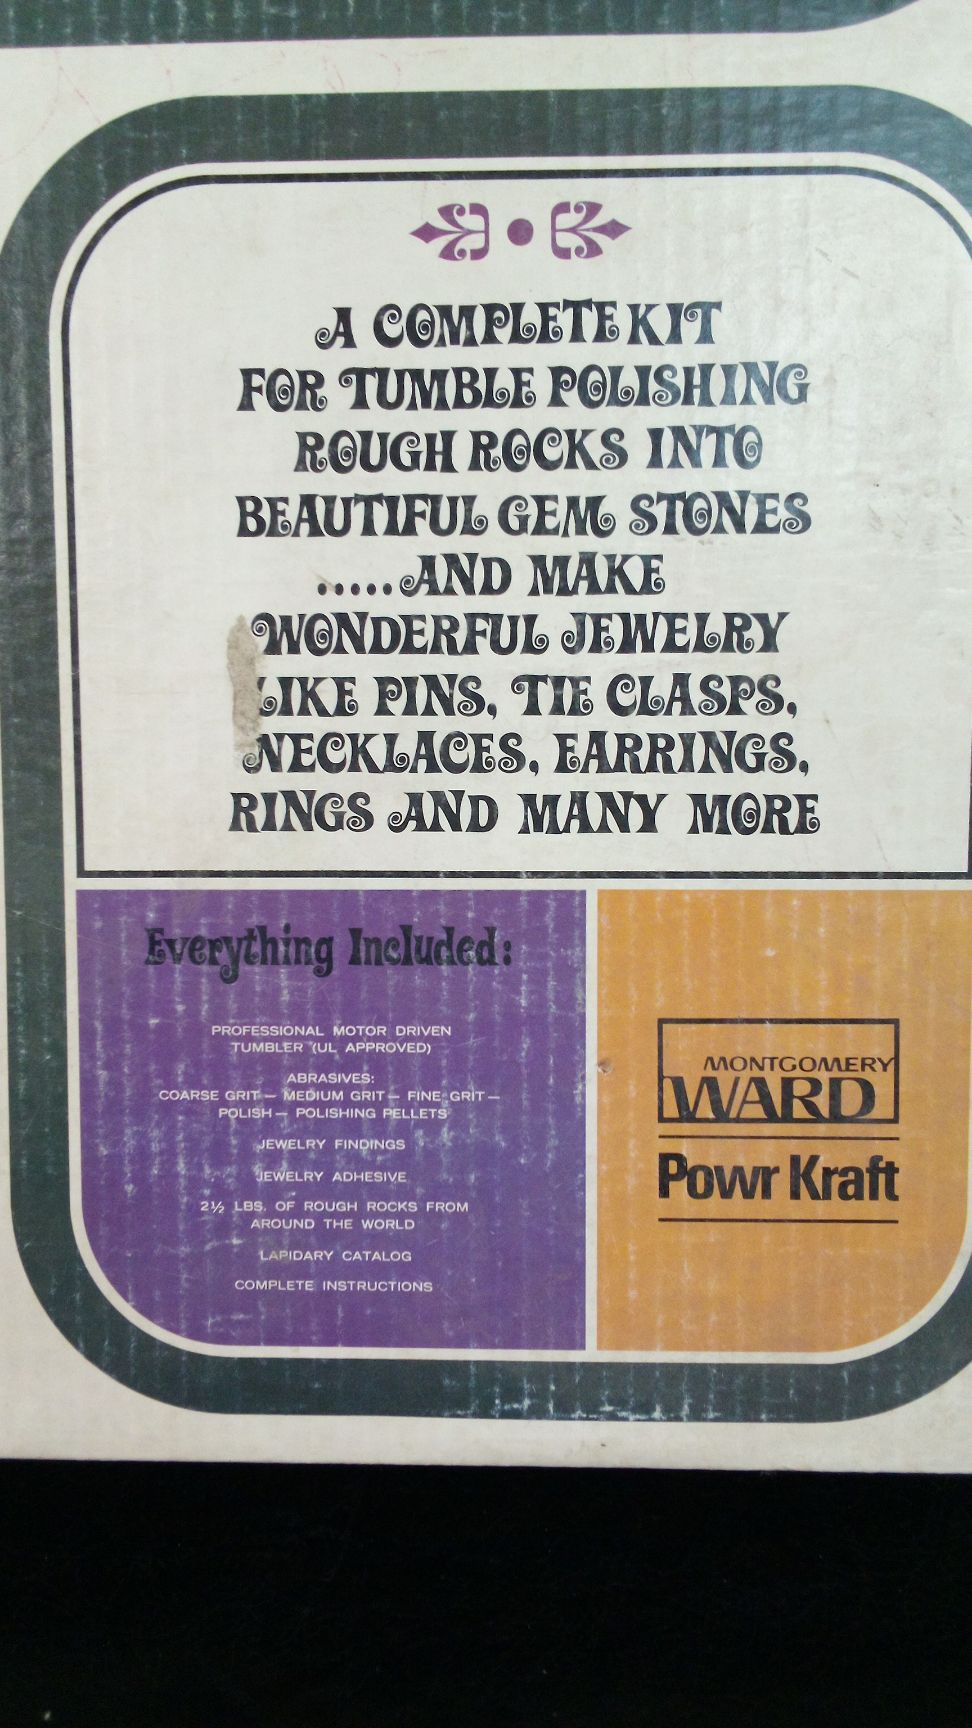 A COMPLETE KIT
FOR TUMBLE POLISHING
ROUGH ROCKS INTO
BEAUTIFUL GEM STONES
.....AND MAKE
WONDERFUL JEWELRY
LIKE PINS, TIE CLASPS,
NECKLACES, EARRINGS,
RINGS AND MANY MORE
Everything Included:
PROFESSIONAL MOTOR DRIVEN
TUMBLER (UL APPROVED)
ABRASIVES:
COARSE GRIT — MEDIUM GRIT — FINE GRIT —
POLISH — POLISHING PELLETS
JEWELRY FINDINGS
JEWELRY ADHESIVE
2½ LBS. OF ROUGH ROCKS FROM
AROUND THE WORLD
LAPIDARY CATALOG
COMPLETE INSTRUCTIONS
MONTGOMERY
WARD
Powr Kraft